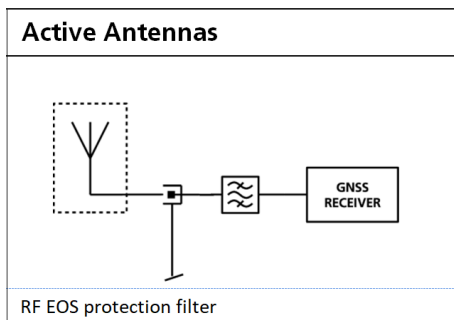 Active Antennas
GNSS
RECEIVER
RF EOS protection filter